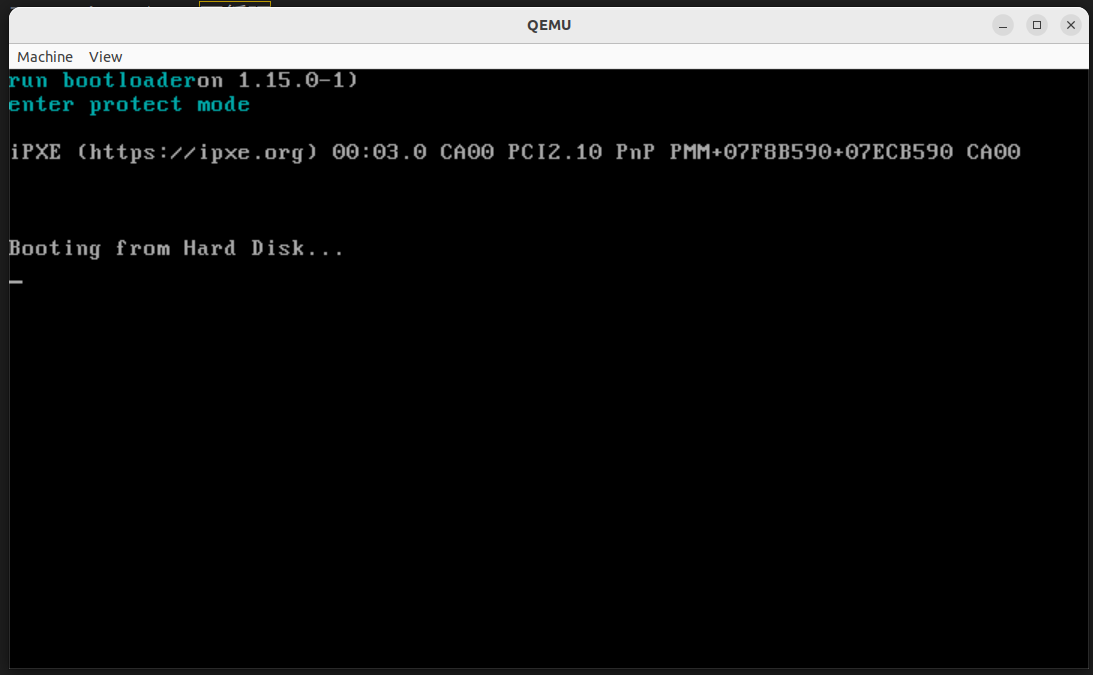 QEMU
Machine View
run bootloaderon 1.15.0-1)
enter protect mode
iPXE (https://ipxe.org) 00:03.0 CA00 PCI2.10 PnP PMM+07F8B590+07ECB590 CA00
Booting from Hard Disk...